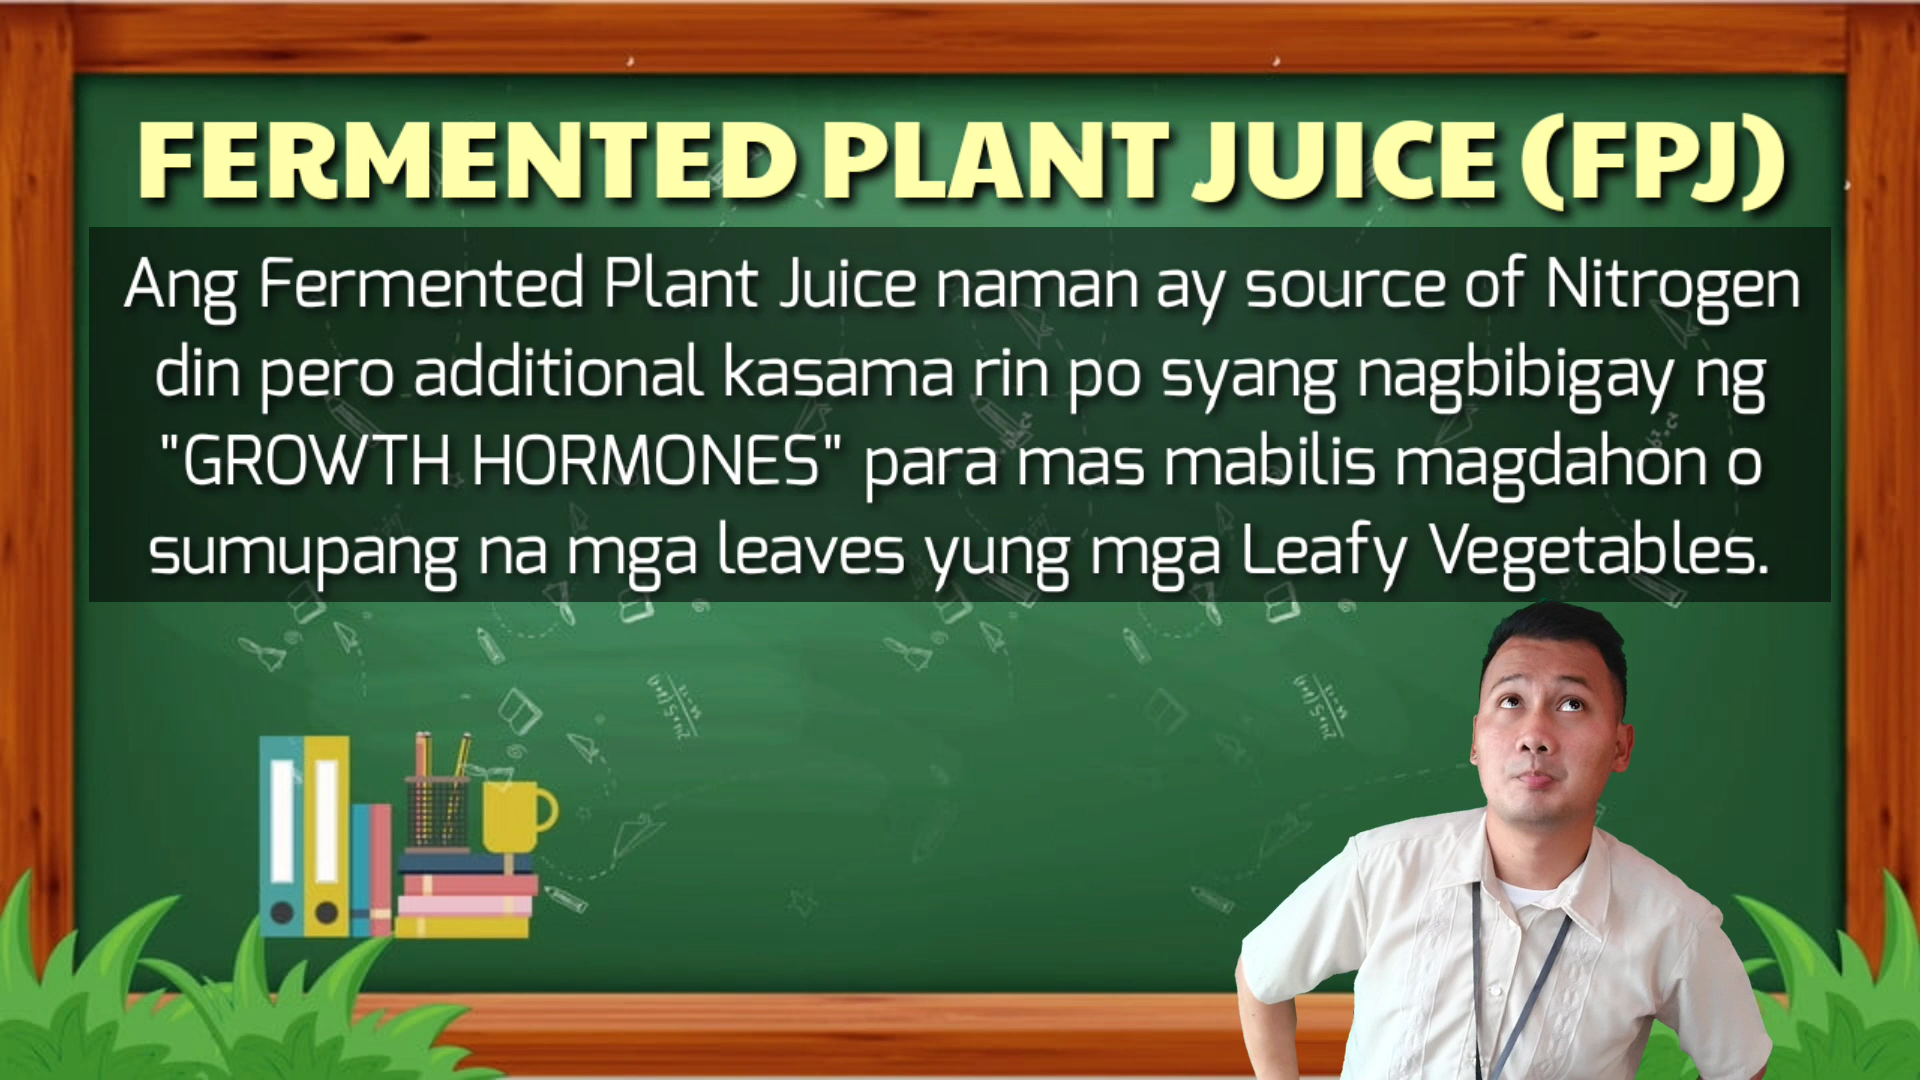 FERMENTED PLANT JUICE (FPJ)
Ang Fermented Plant Juice naman ay source of Nitrogen
din pero additional kasama rin po syang nagbibigay ng
"GROWTH HORMONES" para mas mabilis magdahon o
sumupang na mga leaves yung mga Leafy Vegetables.